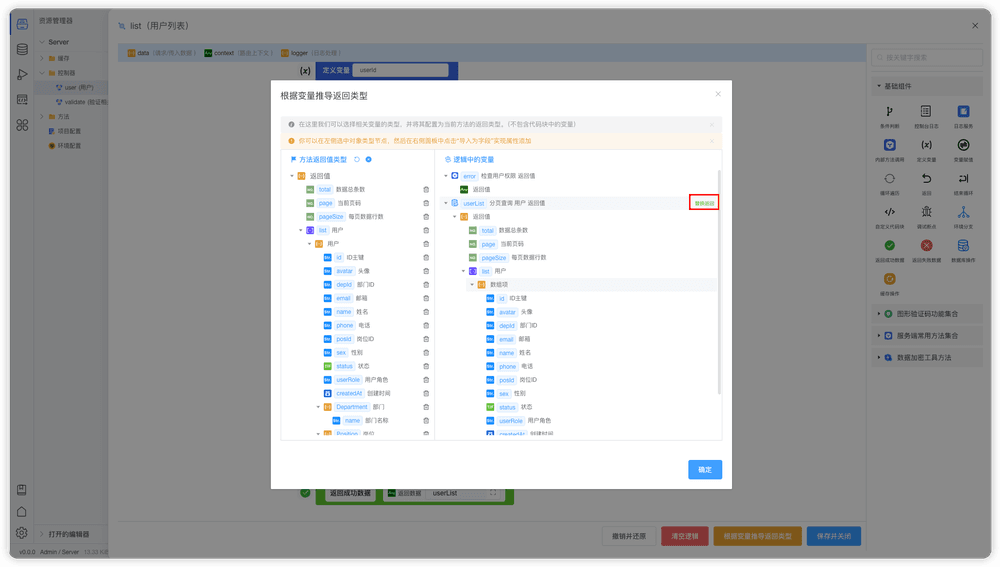 资源管理器
list（用户列表）
Server
data（请求/传入数据） context（路由上下文） logger（日志处理）
按关键字搜索
缓存
控制器
user (用户)
validate (验证相
方法
项目配置
环境配置
(x) 定义变量 userId
基础组件
条件判断 控制台日志 日志服务
内部方法调用 定义变量 变量赋值
循环遍历 返回 结束循环
自定义代码块 调试断点 环境分支
返回成功数据 返回失败数据 数据库操作
缓存操作
图形验证码功能集合
服务端常用方法集合
数据加密工具方法
根据变量推导返回类型
在这里我们可以选择相关变量的类型，并将其配置为当前方法的返回类型。（不包含代码块中的变量）
你可以在左侧选中对象类型节点，然后在右侧面板中点击“导入为字段”实现属性添加
方法返回值类型
返回值
total 数据总条数
page 当前页码
pageSize 每页数据行数
list 用户
用户
id ID主键
avatar 头像
depId 部门ID
email 邮箱
name 姓名
phone 电话
posId 岗位ID
sex 性别
status 状态
userRole 用户角色
createdAt 创建时间
Department 部门
name 部门名称
Position 岗位
逻辑中的变量
error 检查用户权限 返回值
返回值
userList 分页查询 用户 返回值
替换返回
返回值
total 数据总条数
page 当前页码
pageSize 每页数据行数
list 用户
数组项
id ID主键
avatar 头像
depId 部门ID
email 邮箱
name 姓名
phone 电话
posId 岗位ID
sex 性别
status 状态
userRole 用户角色
createdAt 创建时间
确定
返回成功数据 返回数据 userList
打开的编辑器
撤销并还原 清空逻辑 根据变量推导返回类型 保存并关闭
v0.0.0 Admin / Server